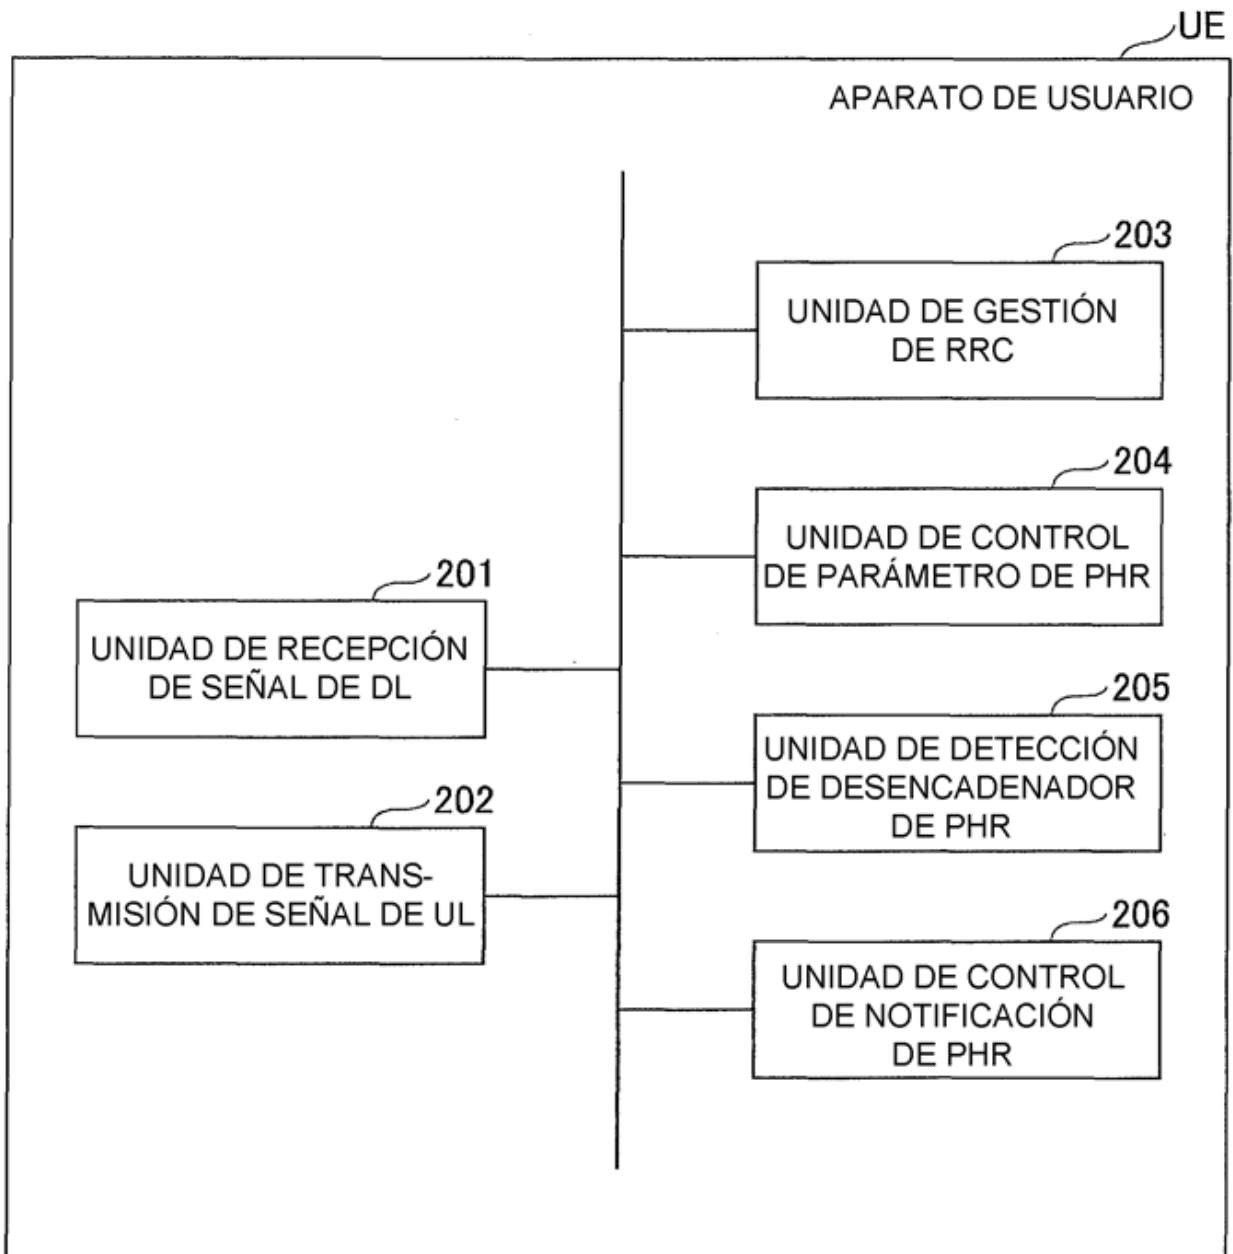 UE
APARATO DE USUARIO
203
UNIDAD DE GESTIÓN
DE RRC
204
UNIDAD DE CONTROL
DE PARÁMETRO DE PHR
201
UNIDAD DE RECEPCIÓN
DE SEÑAL DE DL
205
UNIDAD DE DETECCIÓN
DE DESENCADENADOR
DE PHR
202
UNIDAD DE TRANS-
MISIÓN DE SEÑAL DE UL
206
UNIDAD DE CONTROL
DE NOTIFICACIÓN
DE PHR